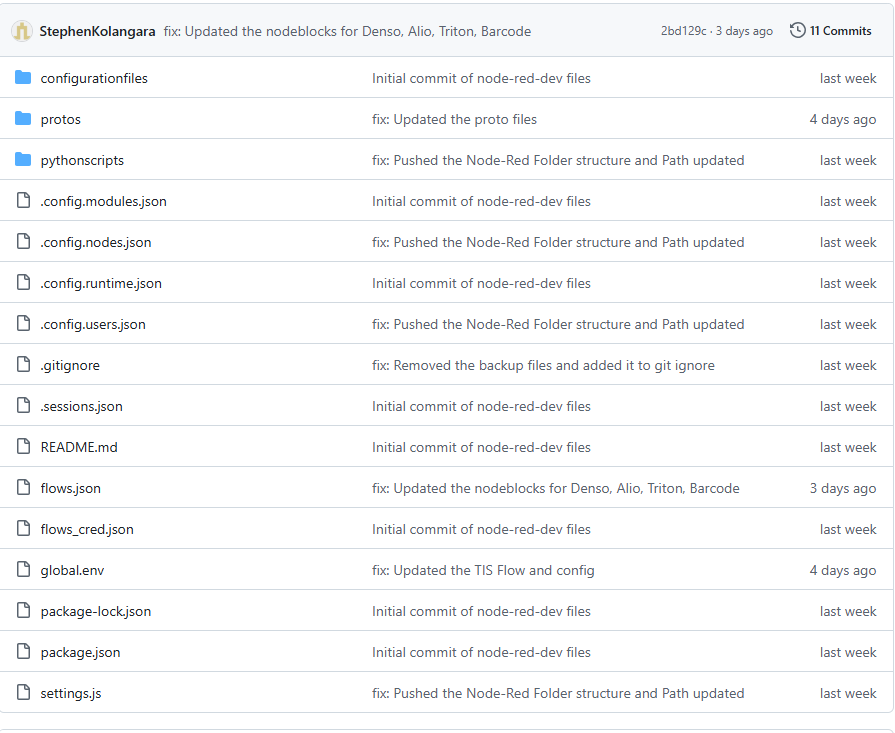 StephenKolangara fix: Updated the nodeblocks for Denso, Alio, Triton, Barcode 2bd129c · 3 days ago 11 Commits
configurationfiles Initial commit of node-red-dev files last week
protos fix: Updated the proto files 4 days ago
pythonscripts fix: Pushed the Node-Red Folder structure and Path updated last week
.config.modules.json Initial commit of node-red-dev files last week
.config.nodes.json fix: Pushed the Node-Red Folder structure and Path updated last week
.config.runtime.json Initial commit of node-red-dev files last week
.config.users.json fix: Pushed the Node-Red Folder structure and Path updated last week
.gitignore fix: Removed the backup files and added it to git ignore last week
.sessions.json Initial commit of node-red-dev files last week
README.md Initial commit of node-red-dev files last week
flows.json fix: Updated the nodeblocks for Denso, Alio, Triton, Barcode 3 days ago
flows_cred.json Initial commit of node-red-dev files last week
global.env fix: Updated the TIS Flow and config 4 days ago
package-lock.json Initial commit of node-red-dev files last week
package.json Initial commit of node-red-dev files last week
settings.js fix: Pushed the Node-Red Folder structure and Path updated last week